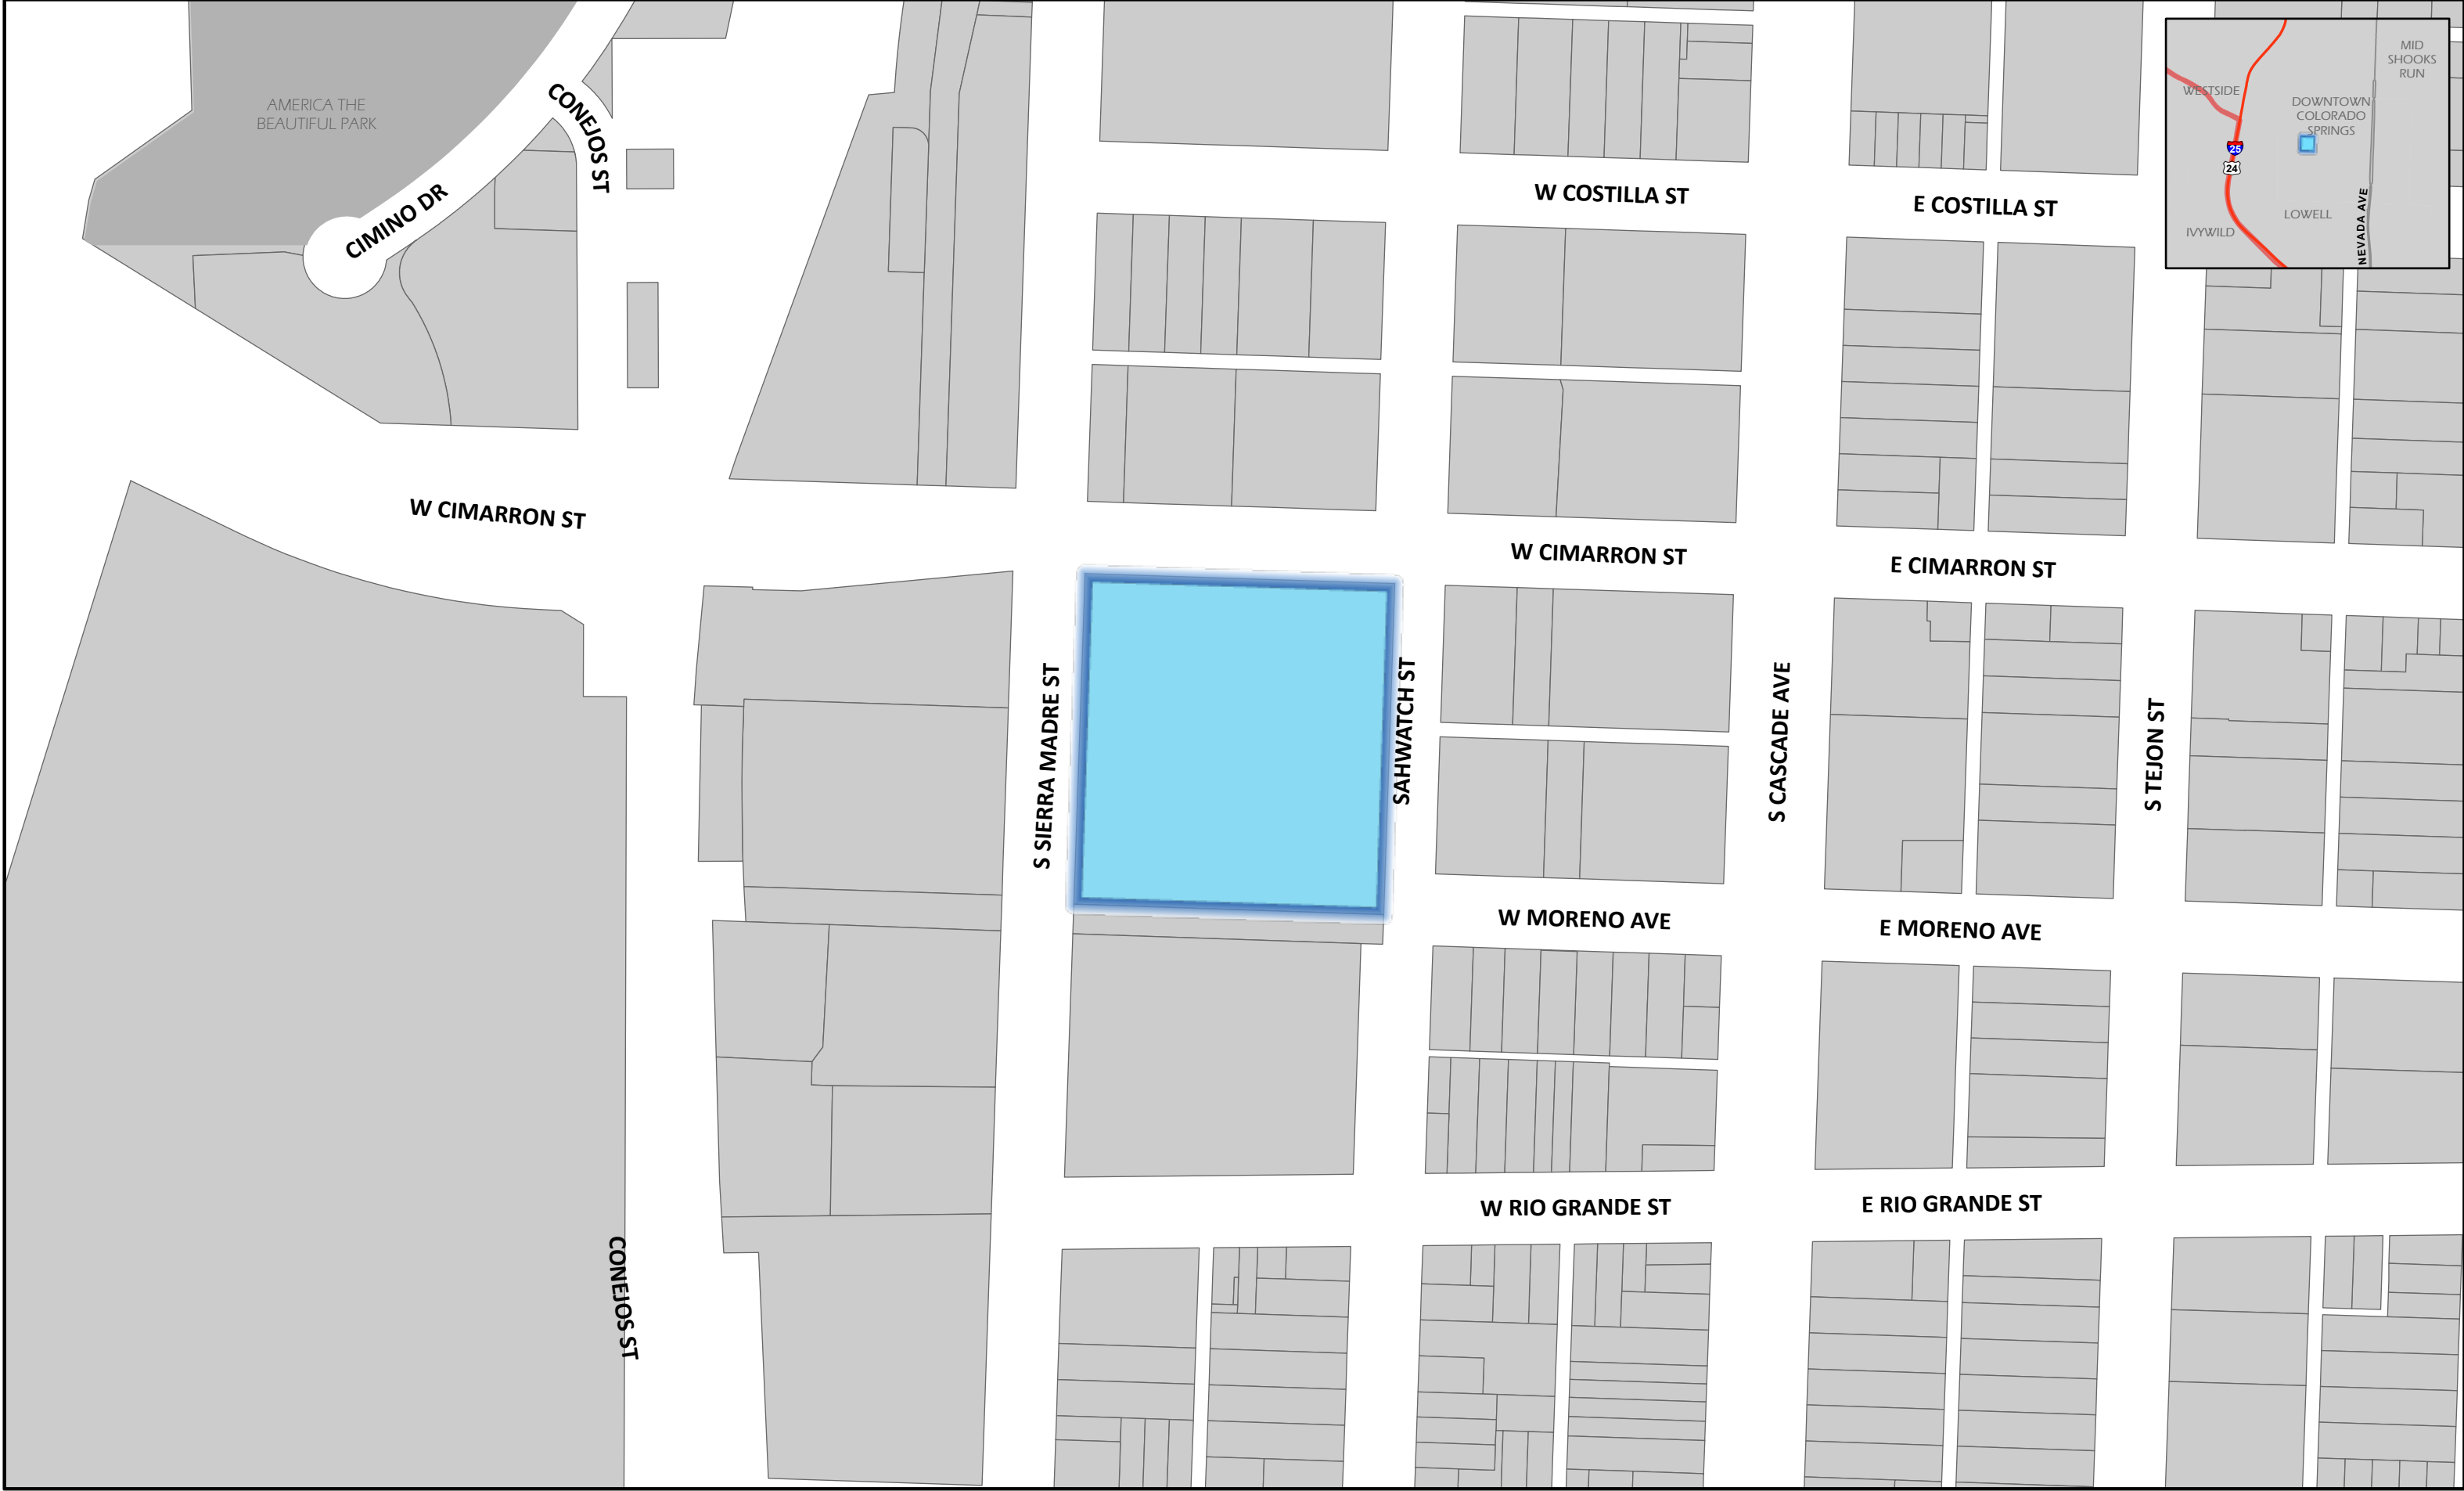 AMERICA THE
BEAUTIFUL PARK
CONEJOS ST
CIMINO DR
W COSTILLA ST
E COSTILLA ST
MID
SHOOKS
RUN
WESTSIDE
DOWNTOWN
COLORADO
SPRINGS
25
24
LOWELL
IVYWILD
NEVADA AVE
W CIMARRON ST
W CIMARRON ST
E CIMARRON ST
S SIERRA MADRE ST
SAHWATCH ST
S CASCADE AVE
S TEJON ST
W MORENO AVE
E MORENO AVE
W RIO GRANDE ST
E RIO GRANDE ST
CONEJOS ST